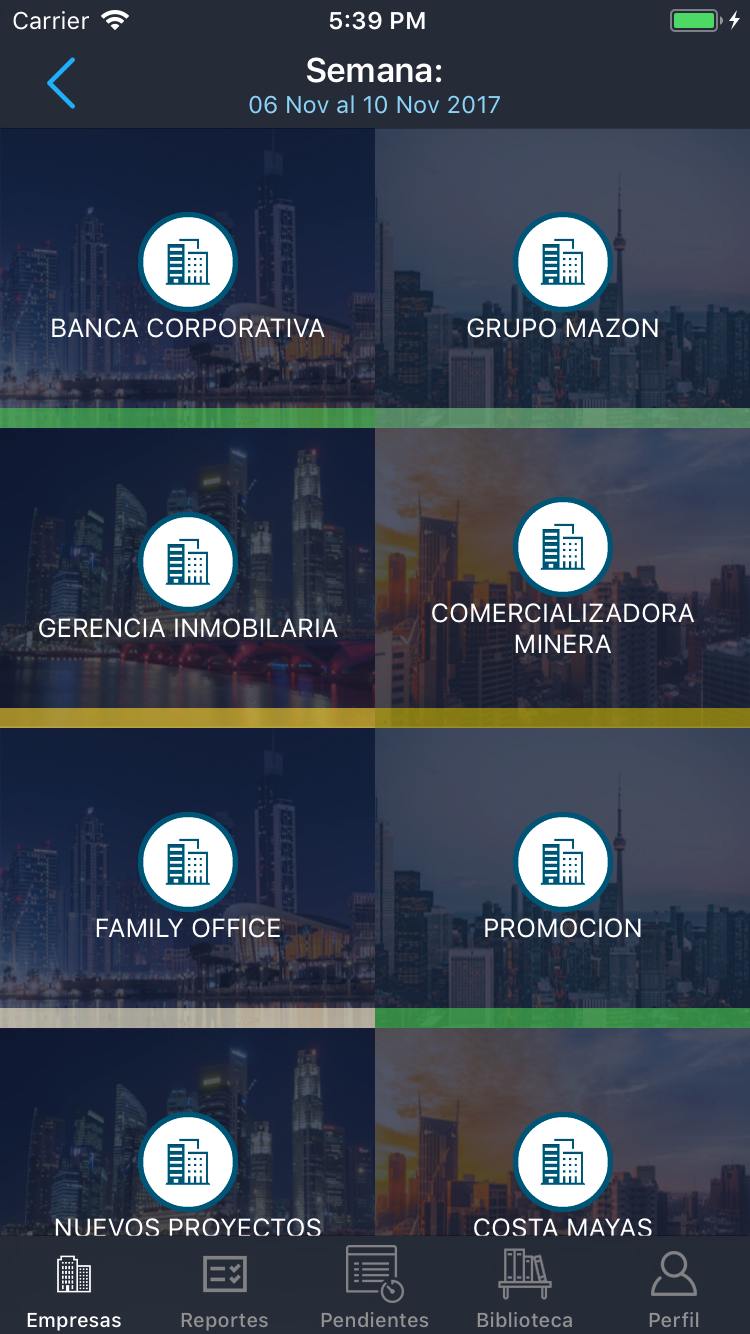 Carrier
5:39 PM
Semana:
06 Nov al 10 Nov 2017
BANCA CORPORATIVA
GRUPO MAZON
GERENCIA INMOBILARIA
COMERCIALIZADORA
MINERA
FAMILY OFFICE
PROMOCION
NUEVOS PROYECTOS
COSTA MAYAS
Empresas
Reportes
Pendientes
Biblioteca
Perfil